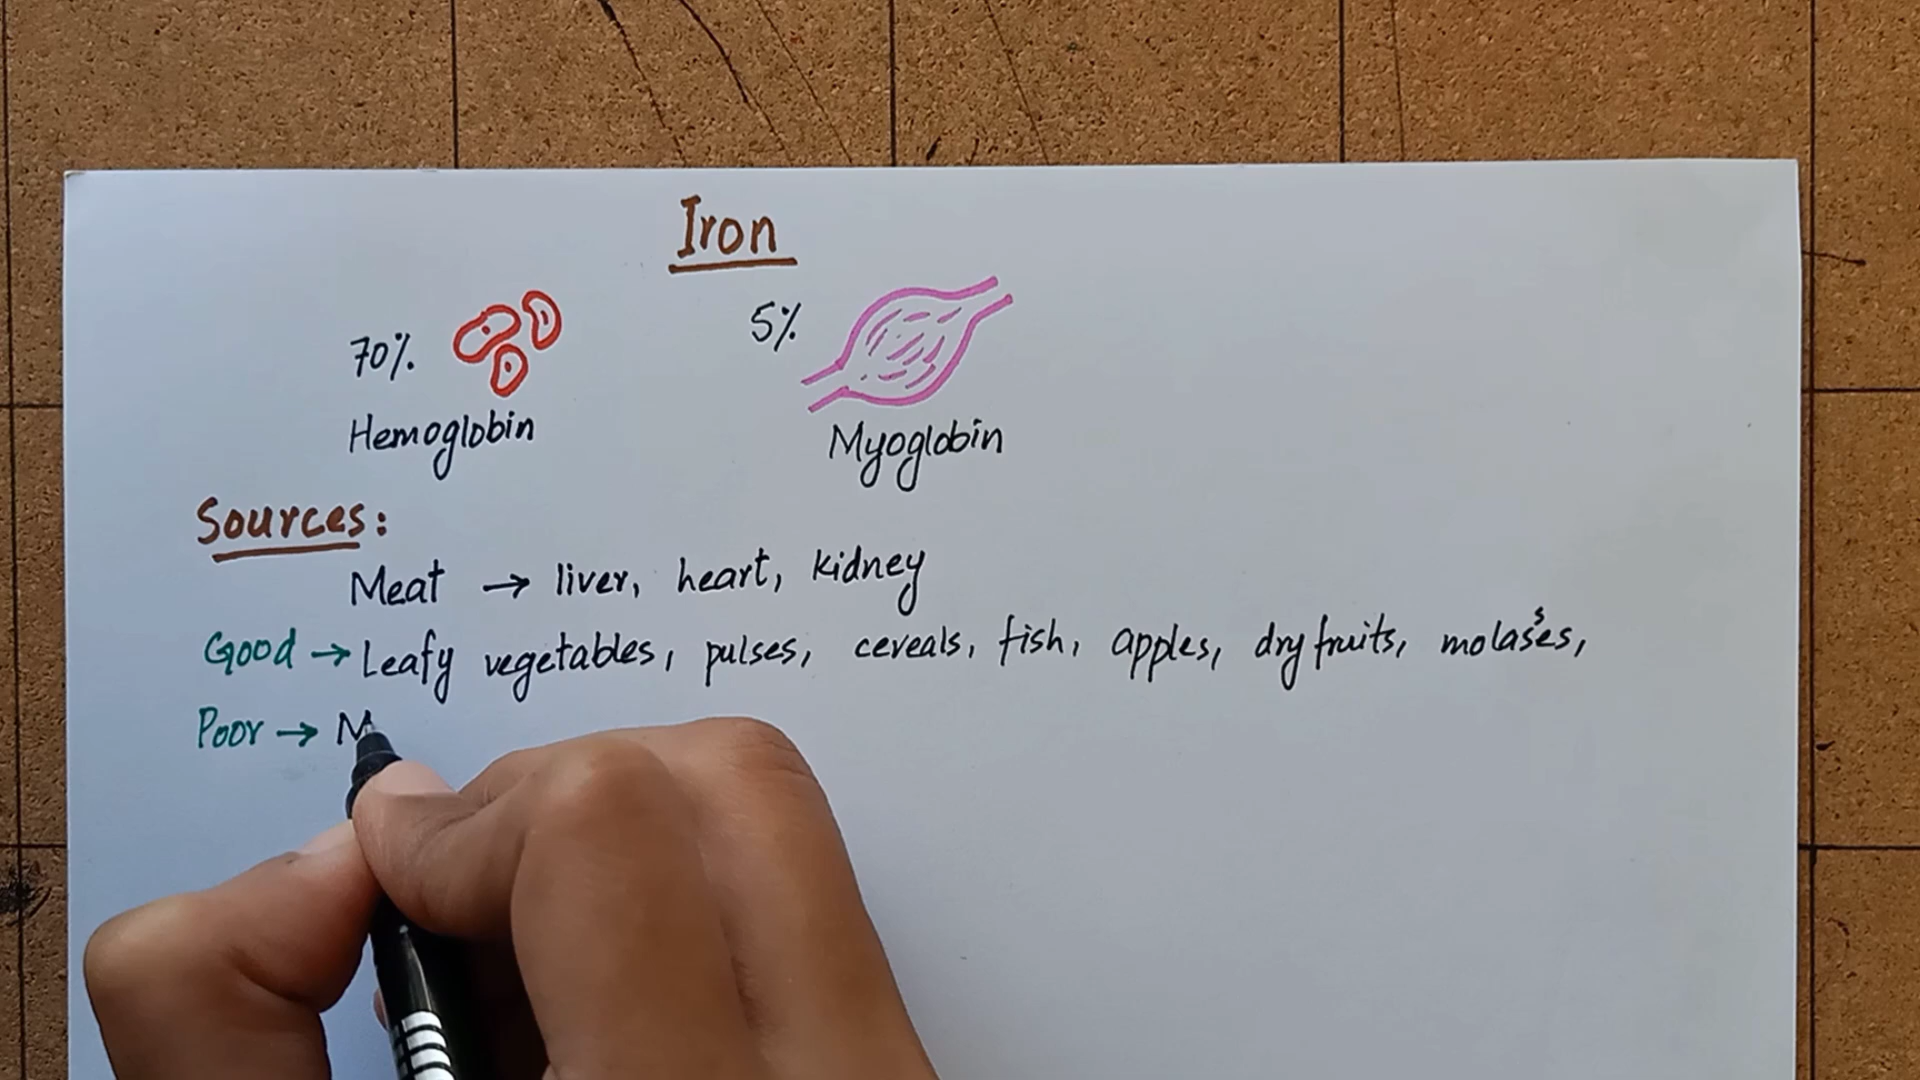 Iron
70% 5%
Hemoglobin Myoglobin
Sources:
Meat → liver, heart, kidney
Good → Leafy vegetables, pulses, cereals, fish, apples, dry fruits, molasses,
Poor → M